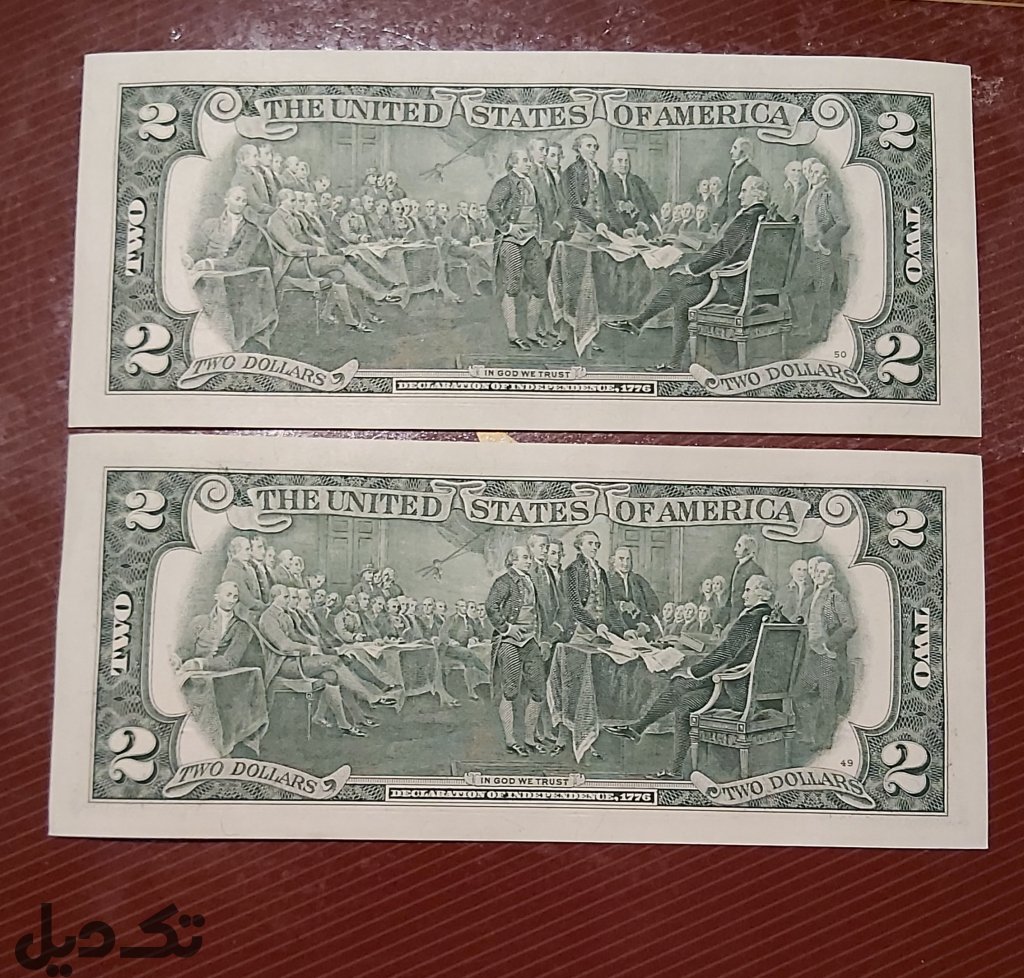 2 THE UNITED STATES OF AMERICA 2
TWO TWO
50
2 TWO DOLLARS IN GOD WE TRUST TWO DOLLARS 2
DECLARATION OF INDEPENDENCE, 1776
2 THE UNITED STATES OF AMERICA 2
TWO TWO
49
2 TWO DOLLARS IN GOD WE TRUST TWO DOLLARS 2
DECLARATION OF INDEPENDENCE, 1776
تک دیل